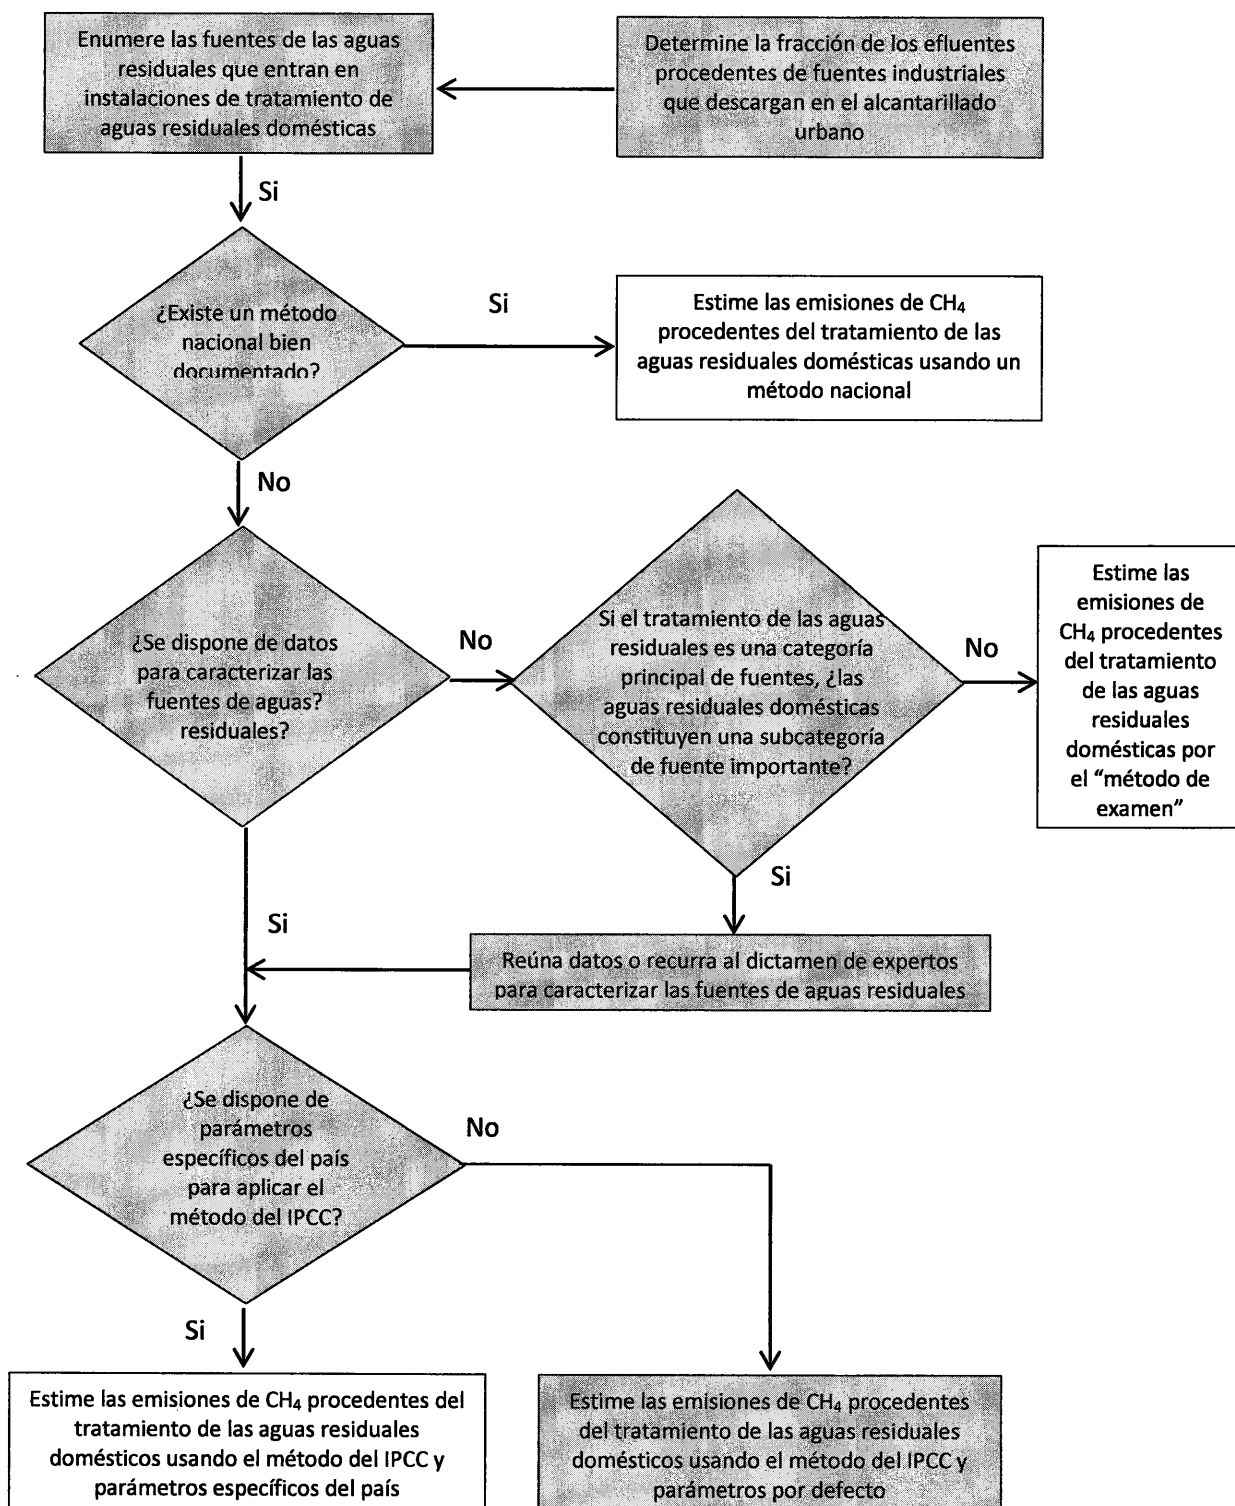 Enumere las fuentes de las aguas
residuales que entran en
instalaciones de tratamiento de
aguas residuales domésticas
Determine la fracción de los efluentes
procedentes de fuentes industriales
que descargan en el alcantarillado
urbano
Si
¿Existe un método
nacional bien
documentado?
Si
Estime las emisiones de CH₄
procedentes del tratamiento de las
aguas residuales domésticas usando un
método nacional
No
¿Se dispone de datos
para caracterizar las
fuentes de aguas?
residuales?
No
Si el tratamiento de las aguas
residuales es una categoría
principal de fuentes, ¿las
aguas residuales domésticas
constituyen una subcategoría
de fuente importante?
No
Estime las
emisiones de
CH₄ procedentes
del tratamiento
de las aguas
residuales
domésticas por
el “método de
examen”
Si
Si
Reúna datos o recurra al dictamen de expertos
para caracterizar las fuentes de aguas residuales
¿Se dispone de
parámetros
específicos del país
para aplicar el
método del IPCC?
No
Si
Estime las emisiones de CH₄ procedentes del
tratamiento de las aguas residuales
domésticos usando el método del IPCC y
parámetros específicos del país
Estime las emisiones de CH₄ procedentes
del tratamiento de las aguas residuales
domésticos usando el método del IPCC y
parámetros por defecto